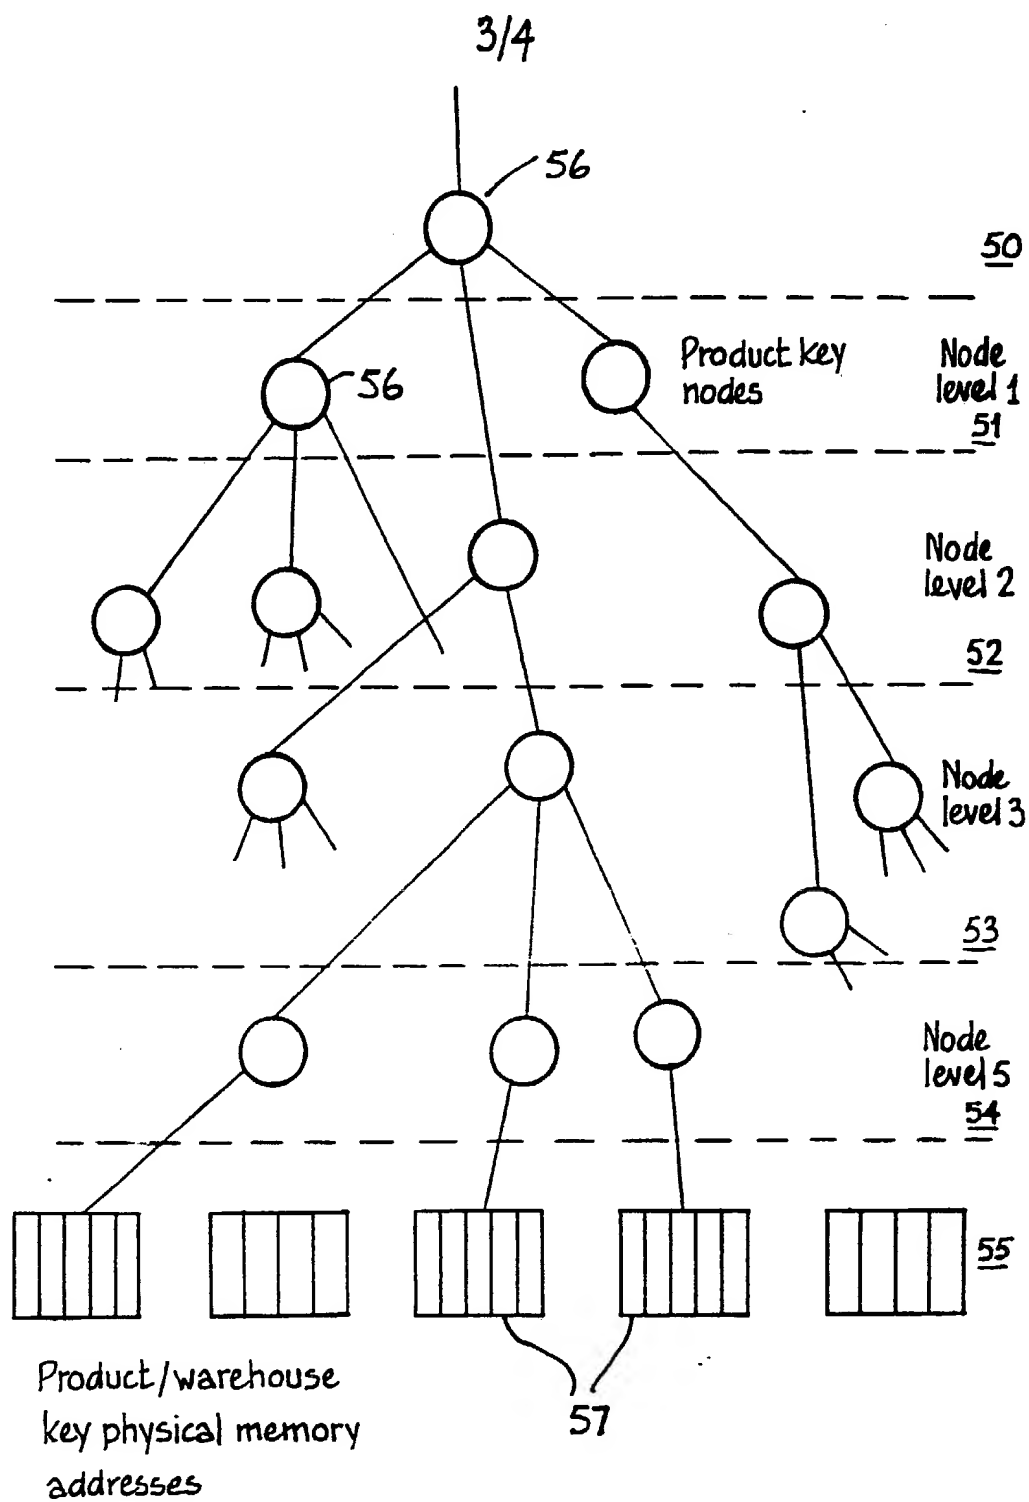 3/4
56
50
Product key
nodes
Node
level 1
51
56
Node
level 2
52
Node
level 3
53
Node
level 5
54
55
57
Product/warehouse
key physical memory
addresses